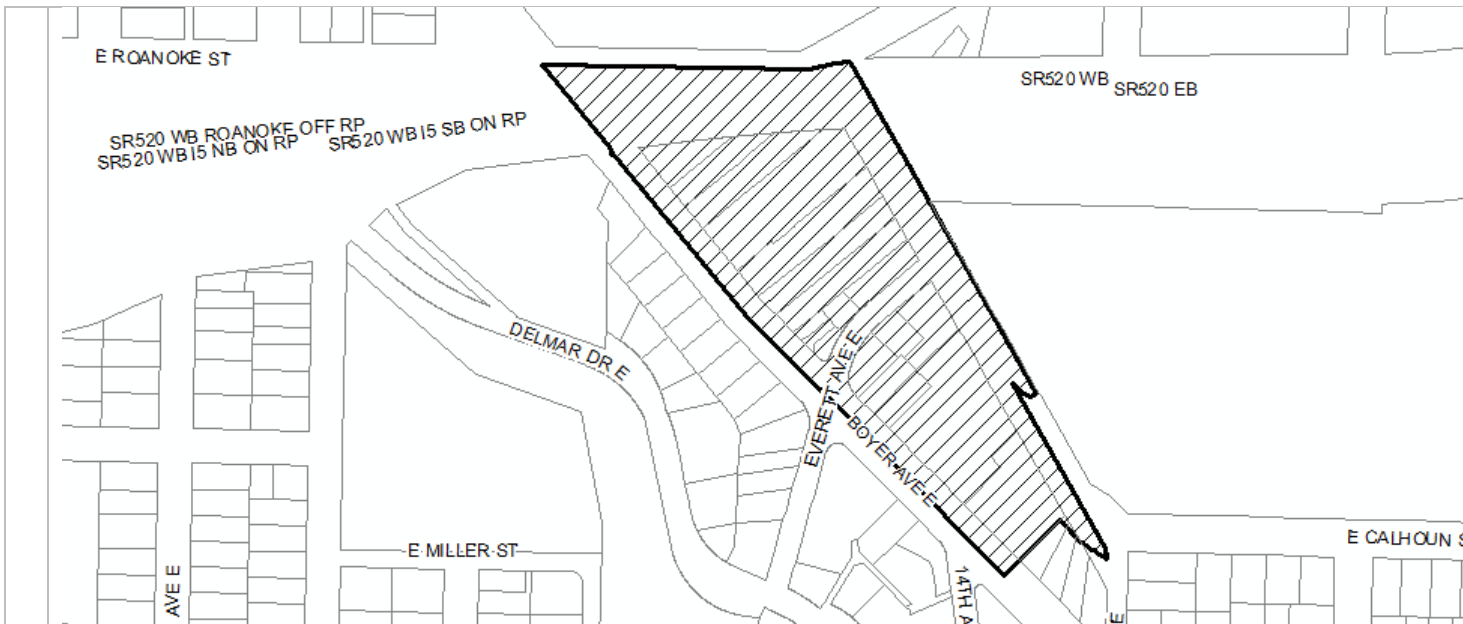 E ROANOKE ST
SR520 WB
SR520 EB
SR520 WB ROANOKE OFF RP
SR520 WB I5 NB ON RP
SR520 WB I5 SB ON RP
DELMAR DR E
EVERETT AVE E
BOYER AVE E
E MILLER ST
E CALHOUN S
AVE E
14TH A
E